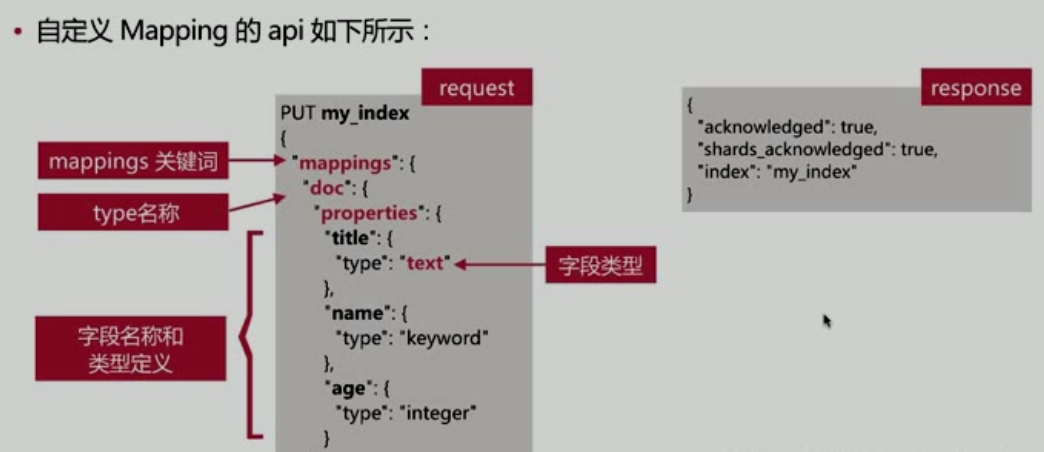 • 自定义 Mapping 的 api 如下所示：
request
PUT my_index
{
"mappings": {
"doc": {
"properties": {
"title": {
"type": "text"
},
"name": {
"type": "keyword"
},
"age": {
"type": "integer"
}
mappings 关键词
type名称
字段名称和
类型定义
字段类型
response
{
"acknowledged": true,
"shards_acknowledged": true,
"index": "my_index"
}